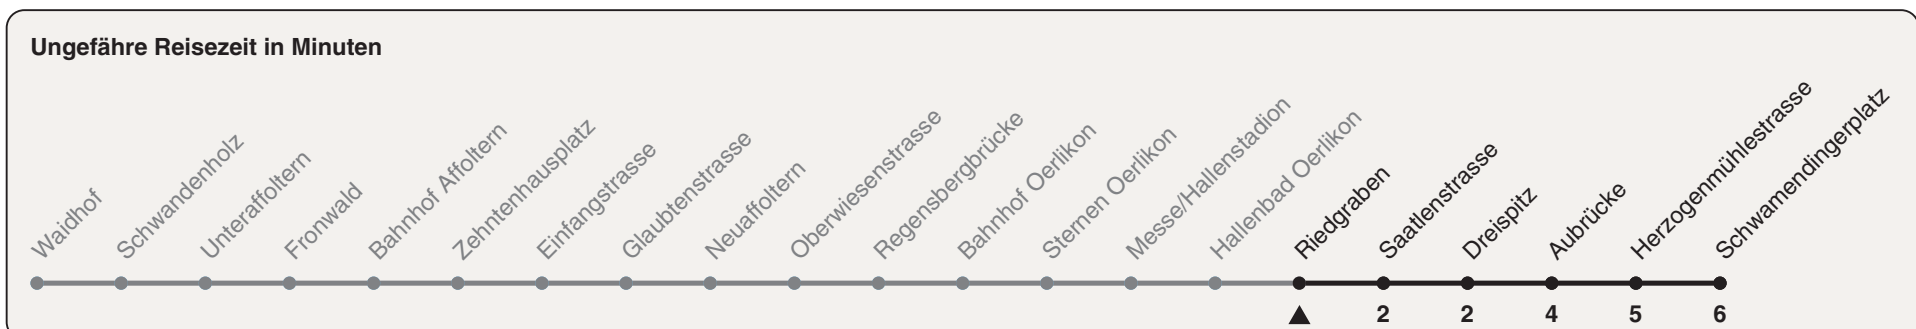 Ungefähre Reisezeit in Minuten
Waidhof
Schwandenholz
Unteraffoltern
Fronwald
Bahnhof Affoltern
Zehntenhausplatz
Einfangstrasse
Glaubtenstrasse
Neuaffoltern
Oberwiesenstrasse
Regensbergbrücke
Bahnhof Oerlikon
Sternen Oerlikon
Messe/Hallenstadion
Hallenbad Oerlikon
Riedgraben
Saatlenstrasse
Dreispitz
Aubrücke
Herzogenmühlestrasse
Schwamendingerplatz
2 2 4 5 6